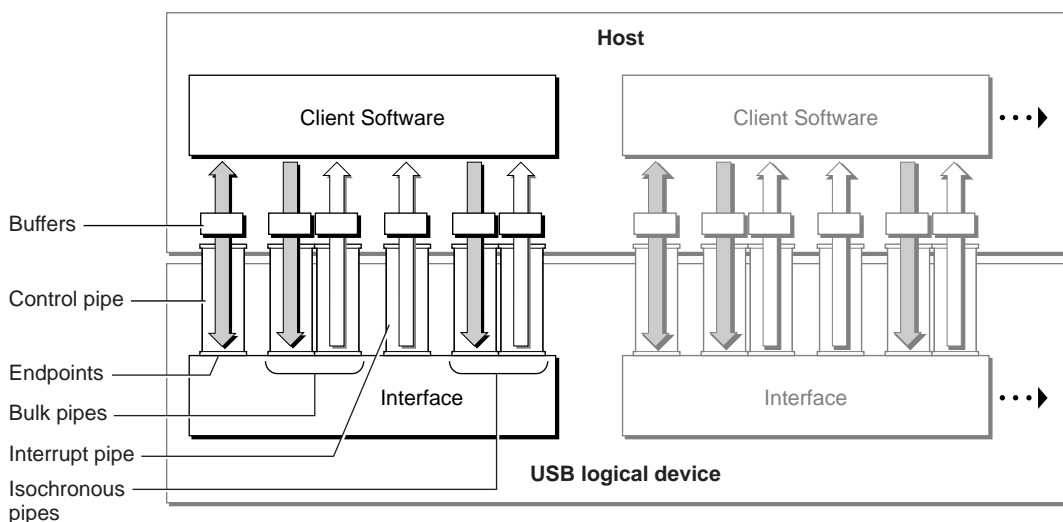 Host
Client Software
Client Software
Buffers
Control pipe
Endpoints
Interface
Interface
Bulk pipes
Interrupt pipe
USB logical device
Isochronous
pipes